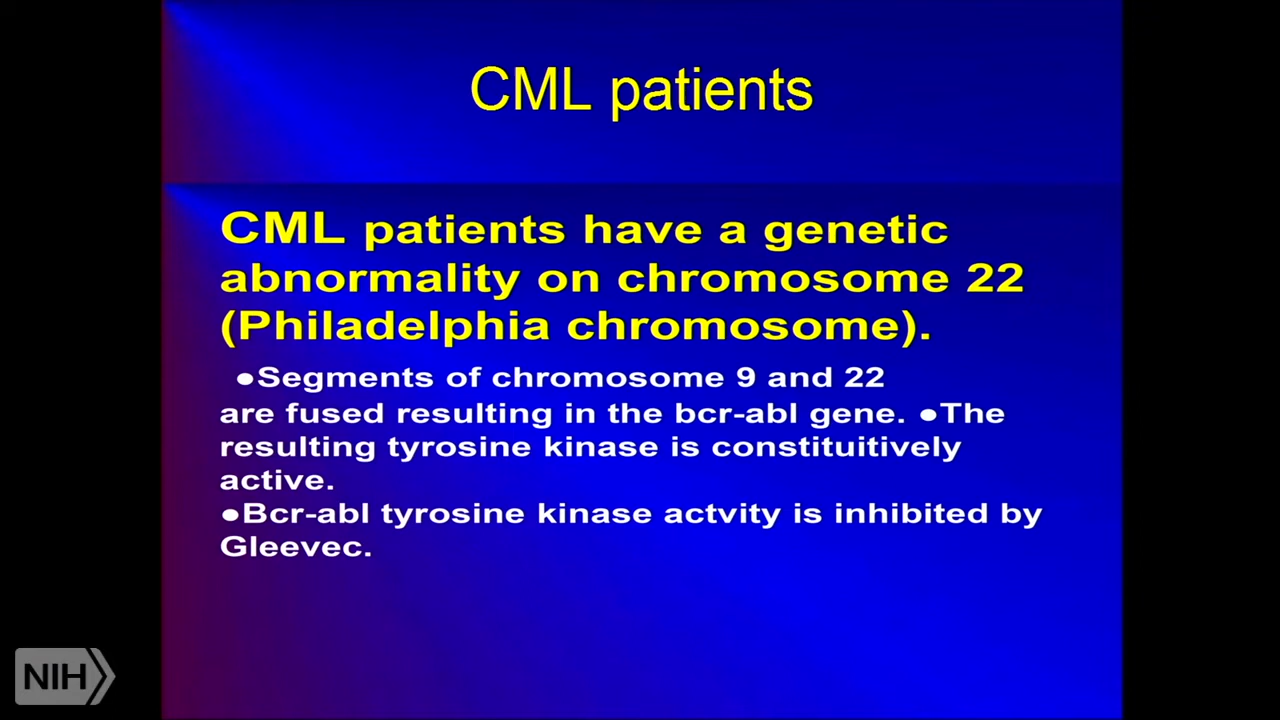 CML patients
CML patients have a genetic
abnormality on chromosome 22
(Philadelphia chromosome).
●Segments of chromosome 9 and 22
are fused resulting in the bcr-abl gene. ●The
resulting tyrosine kinase is constituitively
active.
●Bcr-abl tyrosine kinase actvity is inhibited by
Gleevec.
NIH